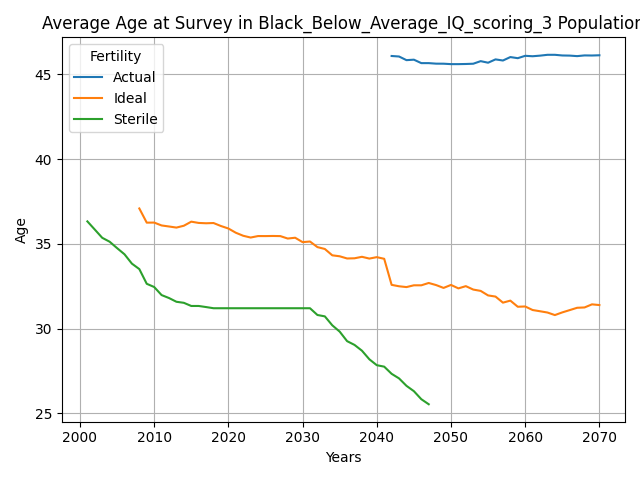 Average Age at Survey in Black_Below_Average_IQ_scoring_3 Population
Fertility
Actual
Ideal
Sterile
Age
45
40
35
30
25
2000 2010 2020 2030 2040 2050 2060 2070
Years